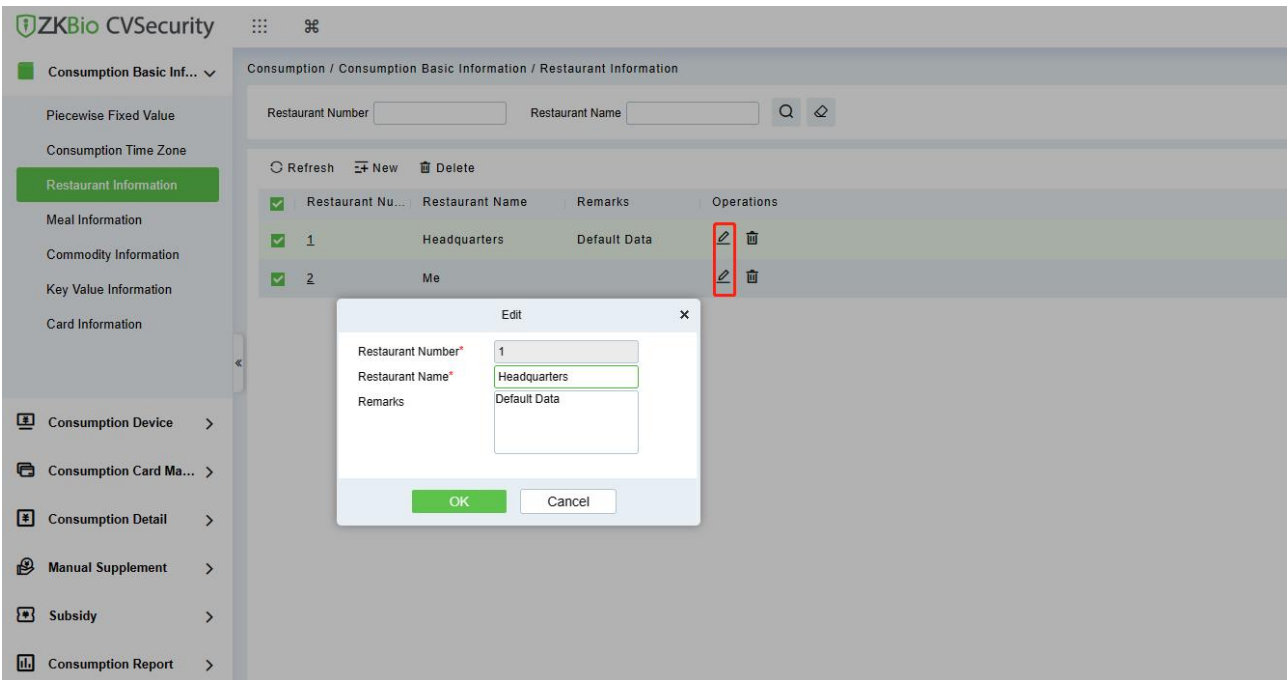 ZKBio CVSecurity
Consumption Basic Inf...
Consumption / Consumption Basic Information / Restaurant Information
Piecewise Fixed Value
Consumption Time Zone
Restaurant Information
Meal Information
Commodity Information
Key Value Information
Card Information
Restaurant Number Restaurant Name
Refresh New Delete
Restaurant Nu... Restaurant Name Remarks Operations
1 Headquarters Default Data
2 Me
Edit
Restaurant Number* 1
Restaurant Name* Headquarters
Remarks Default Data
OK Cancel
Consumption Device
Consumption Card Ma...
Consumption Detail
Manual Supplement
Subsidy
Consumption Report